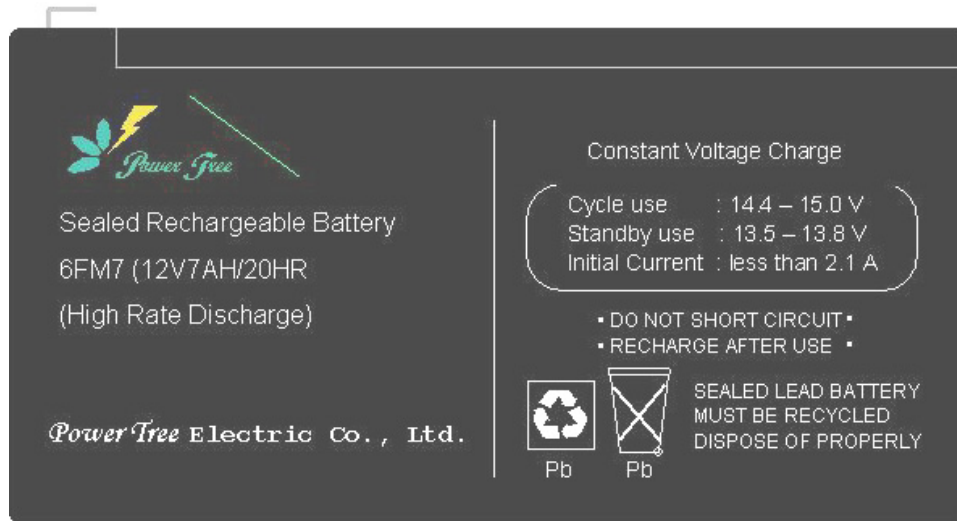 Power Tree
Sealed Rechargeable Battery
6FM7 (12V7AH/20HR
(High Rate Discharge)
Power Tree Electric Co., Ltd.
Constant Voltage Charge
Cycle use : 14.4 – 15.0 V
Standby use : 13.5 – 13.8 V
Initial Current : less than 2.1 A
▪ DO NOT SHORT CIRCUIT ▪
▪ RECHARGE AFTER USE ▪
SEALED LEAD BATTERY
MUST BE RECYCLED
DISPOSE OF PROPERLY
Pb Pb